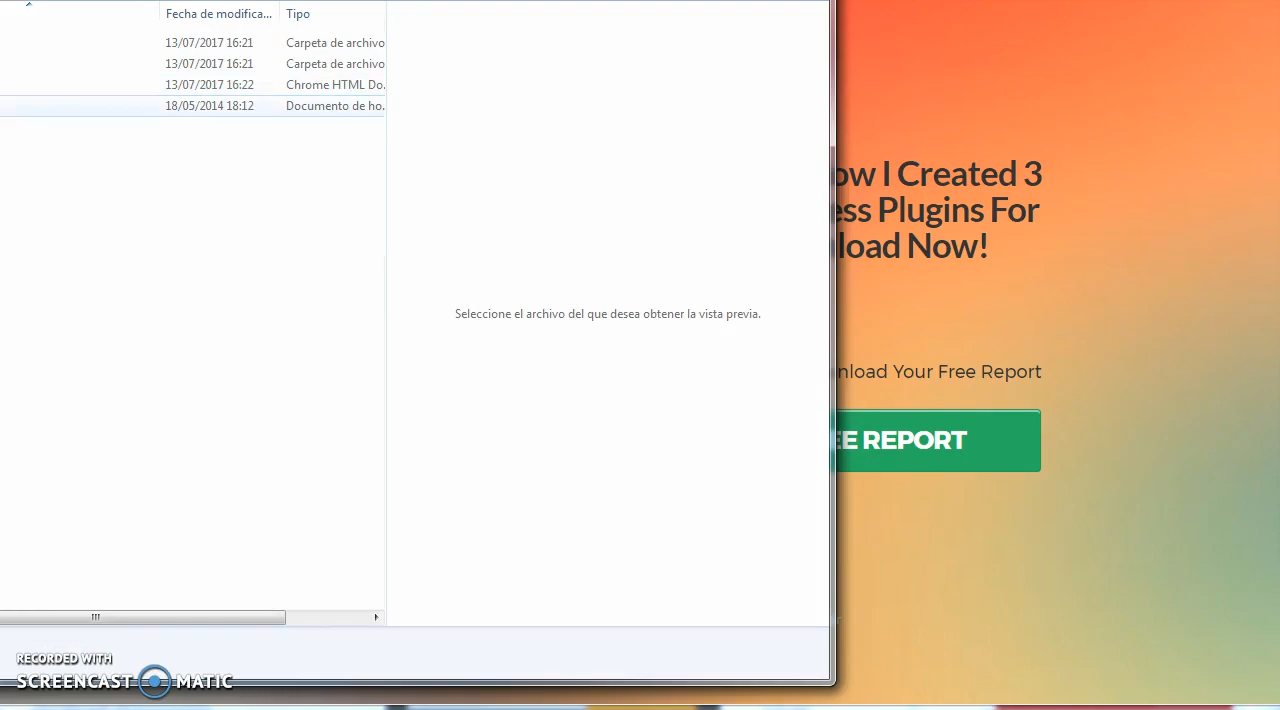 Fecha de modifica... Tipo
13/07/2017 16:21 Carpeta de archivo
13/07/2017 16:21 Carpeta de archivo
13/07/2017 16:22 Chrome HTML Do.
18/05/2014 18:12 Documento de ho.
Seleccione el archivo del que desea obtener la vista previa.
ow I Created 3
ess Plugins For
load Now!
nload Your Free Report
EE REPORT
RECORDED WITH
SCREENCAST MATIC